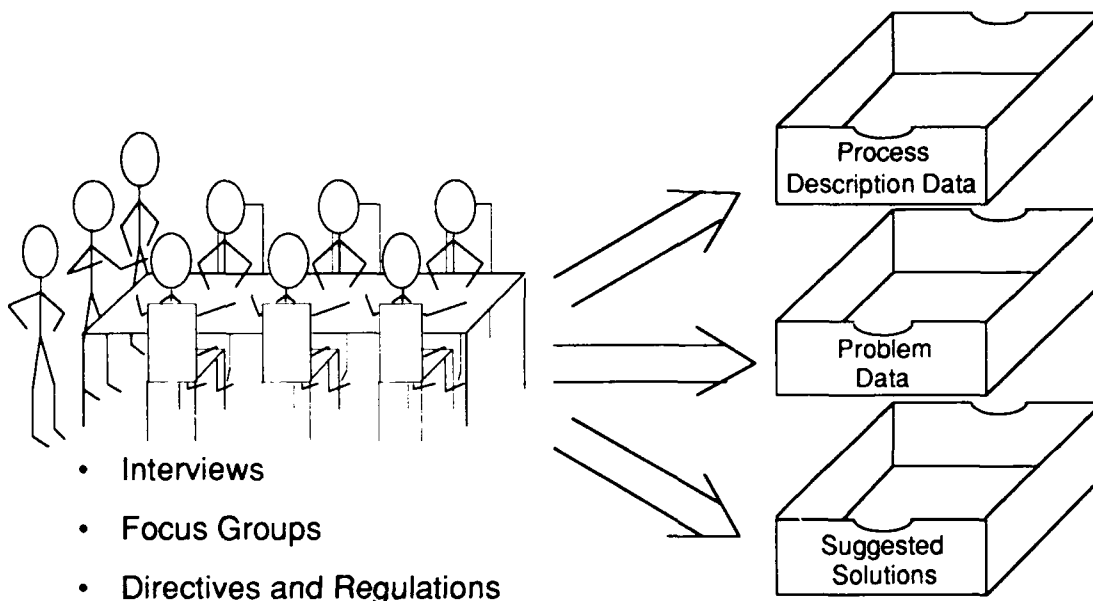 Process
Description Data
Problem
Data
• Interviews
• Focus Groups
• Directives and Regulations
Suggested
Solutions